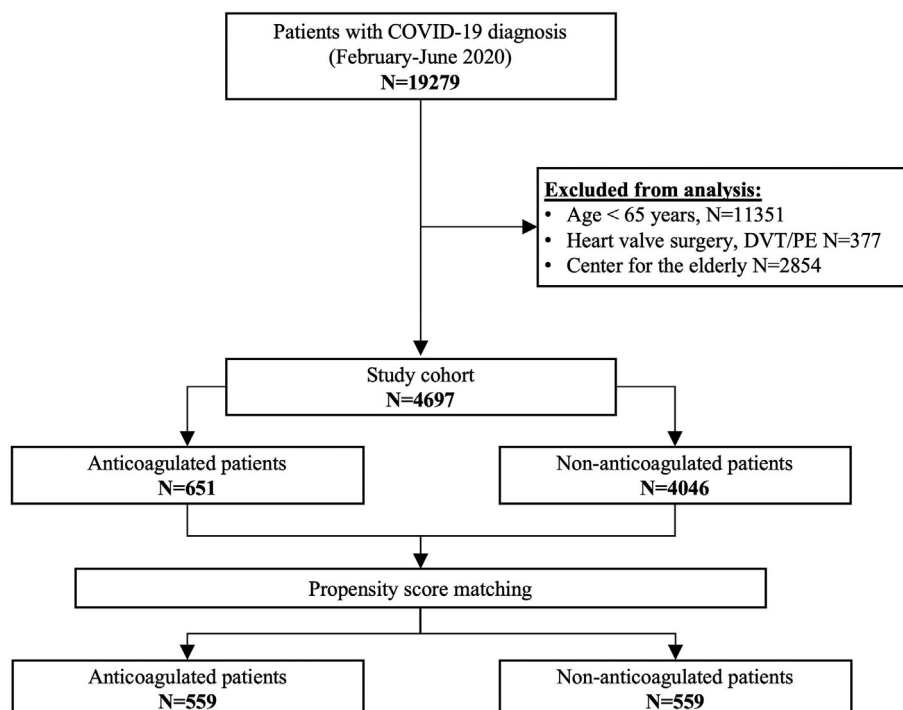 Patients with COVID-19 diagnosis
(February-June 2020)
N=19279
Excluded from analysis:
• Age < 65 years, N=11351
• Heart valve surgery, DVT/PE N=377
• Center for the elderly N=2854
Study cohort
N=4697
Anticoagulated patients
N=651
Non-anticoagulated patients
N=4046
Propensity score matching
Anticoagulated patients
N=559
Non-anticoagulated patients
N=559